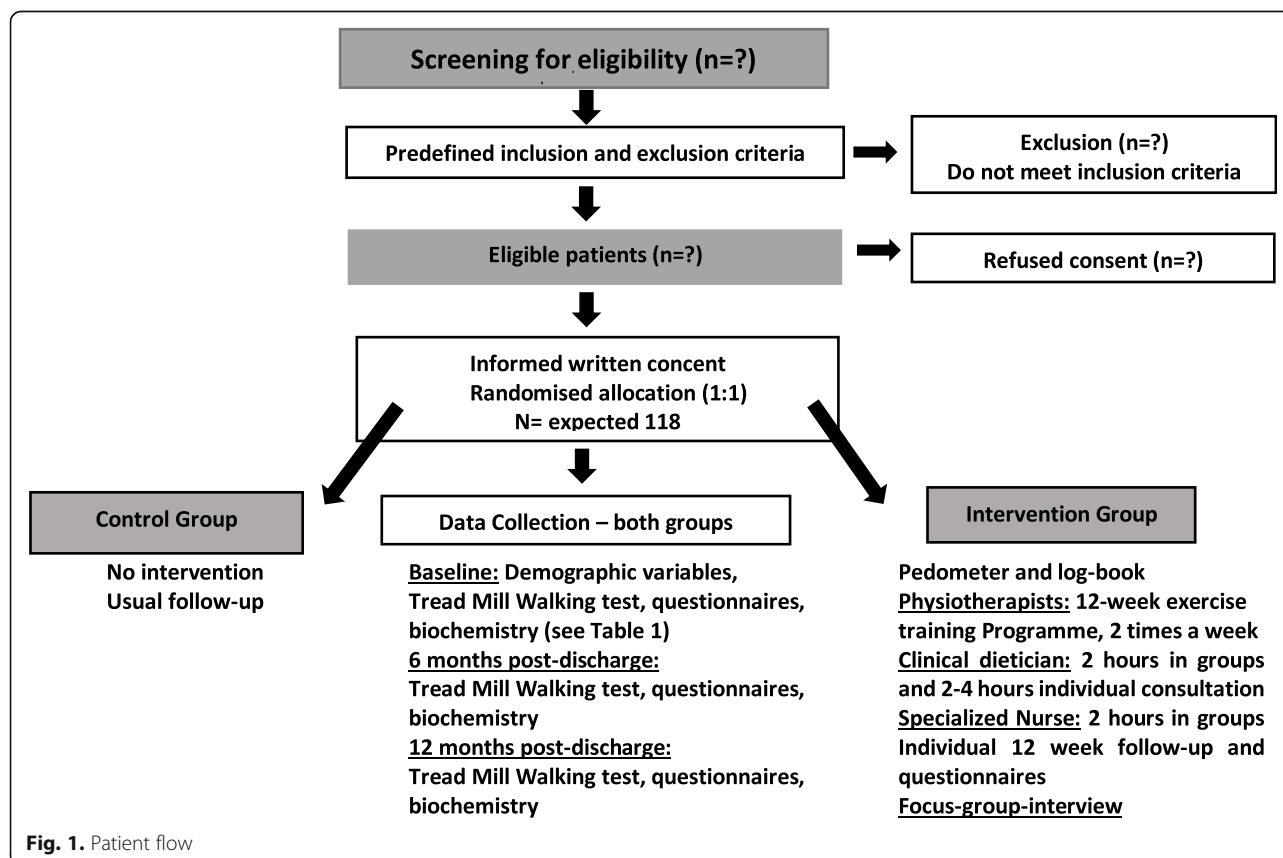 Screening for eligibility (n=?)
Predefined inclusion and exclusion criteria
Exclusion (n=?)
Do not meet inclusion criteria
Eligible patients (n=?)
Refused consent (n=?)
Informed written concent
Randomised allocation (1:1)
N= expected 118
Control Group
No intervention
Usual follow-up
Data Collection – both groups
Baseline: Demographic variables,
Tread Mill Walking test, questionnaires,
biochemistry (see Table 1)
6 months post-discharge:
Tread Mill Walking test, questionnaires,
biochemistry
12 months post-discharge:
Tread Mill Walking test, questionnaires,
biochemistry
Intervention Group
Pedometer and log-book
Physiotherapists: 12-week exercise
training Programme, 2 times a week
Clinical dietician: 2 hours in groups
and 2-4 hours individual consultation
Specialized Nurse: 2 hours in groups
Individual 12 week follow-up and
questionnaires
Focus-group-interview
Fig. 1. Patient flow